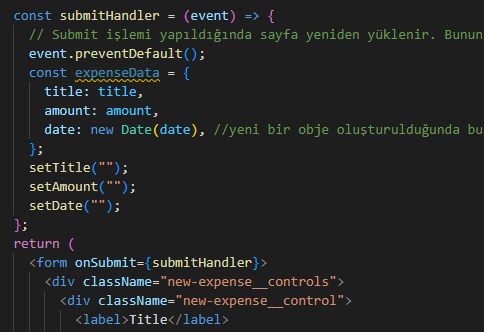 const submitHandler = (event) => {
// Submit işlemi yapıldığında sayfa yeniden yüklenir. Bunun
event.preventDefault();
const expenseData = {
title: title,
amount: amount,
date: new Date(date), //yeni bir obje oluşturulduğunda bu
};
setTitle("");
setAmount("");
setDate("");
};
return (
<form onSubmit={submitHandler}>
<div className="new-expense__controls">
<div className="new-expense__control">
<label>Title</label>